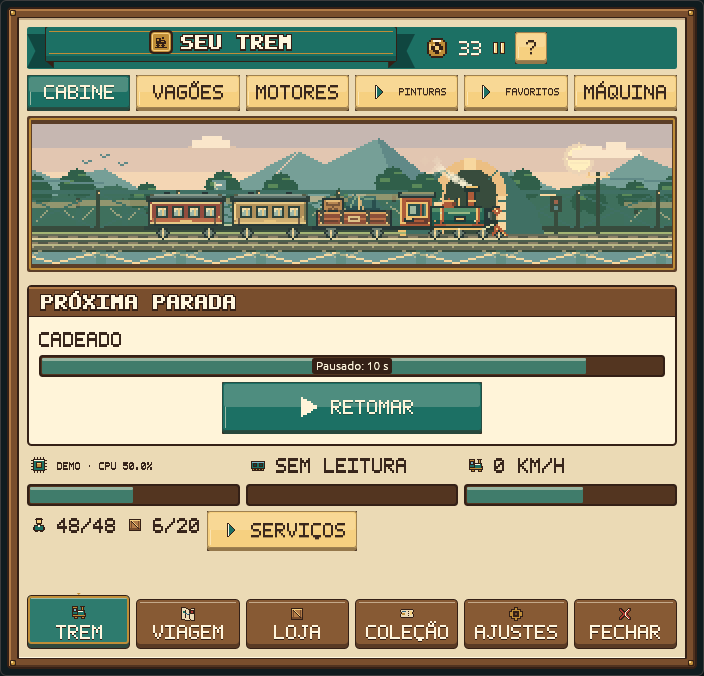 SEU TREM
33
?
CABINE VAGÕES MOTORES PINTURAS FAVORITOS MÁQUINA
PRÓXIMA PARADA
CADEADO
Pausado: 10 s
RETOMAR
DEMO · CPU 50.0% SEM LEITURA 0 KM/H
48/48 6/20 SERVIÇOS
TREM VIAGEM LOJA COLEÇÃO AJUSTES FECHAR